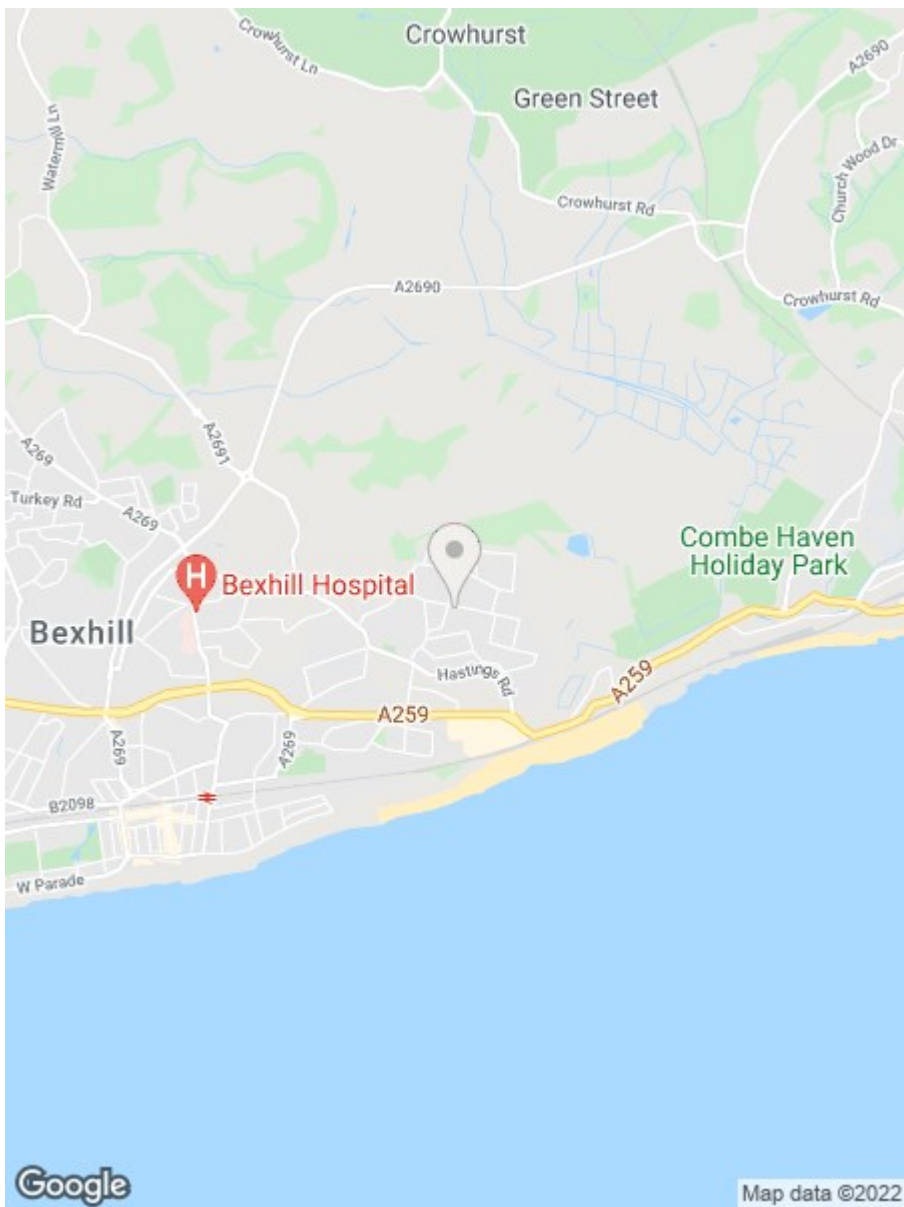 Crowhurst
Crowhurst Ln
A2690
Green Street
Watermill Ln
Church Wood Dr
Crowhurst Rd
A2690
Crowhurst Rd
A2691
A269
Turkey Rd
A269
Combe Haven
Holiday Park
H
Bexhill Hospital
Bexhill
Hastings Rd
A259
A259
A269
A269
B2098
W Parade
Google
Map data ©2022